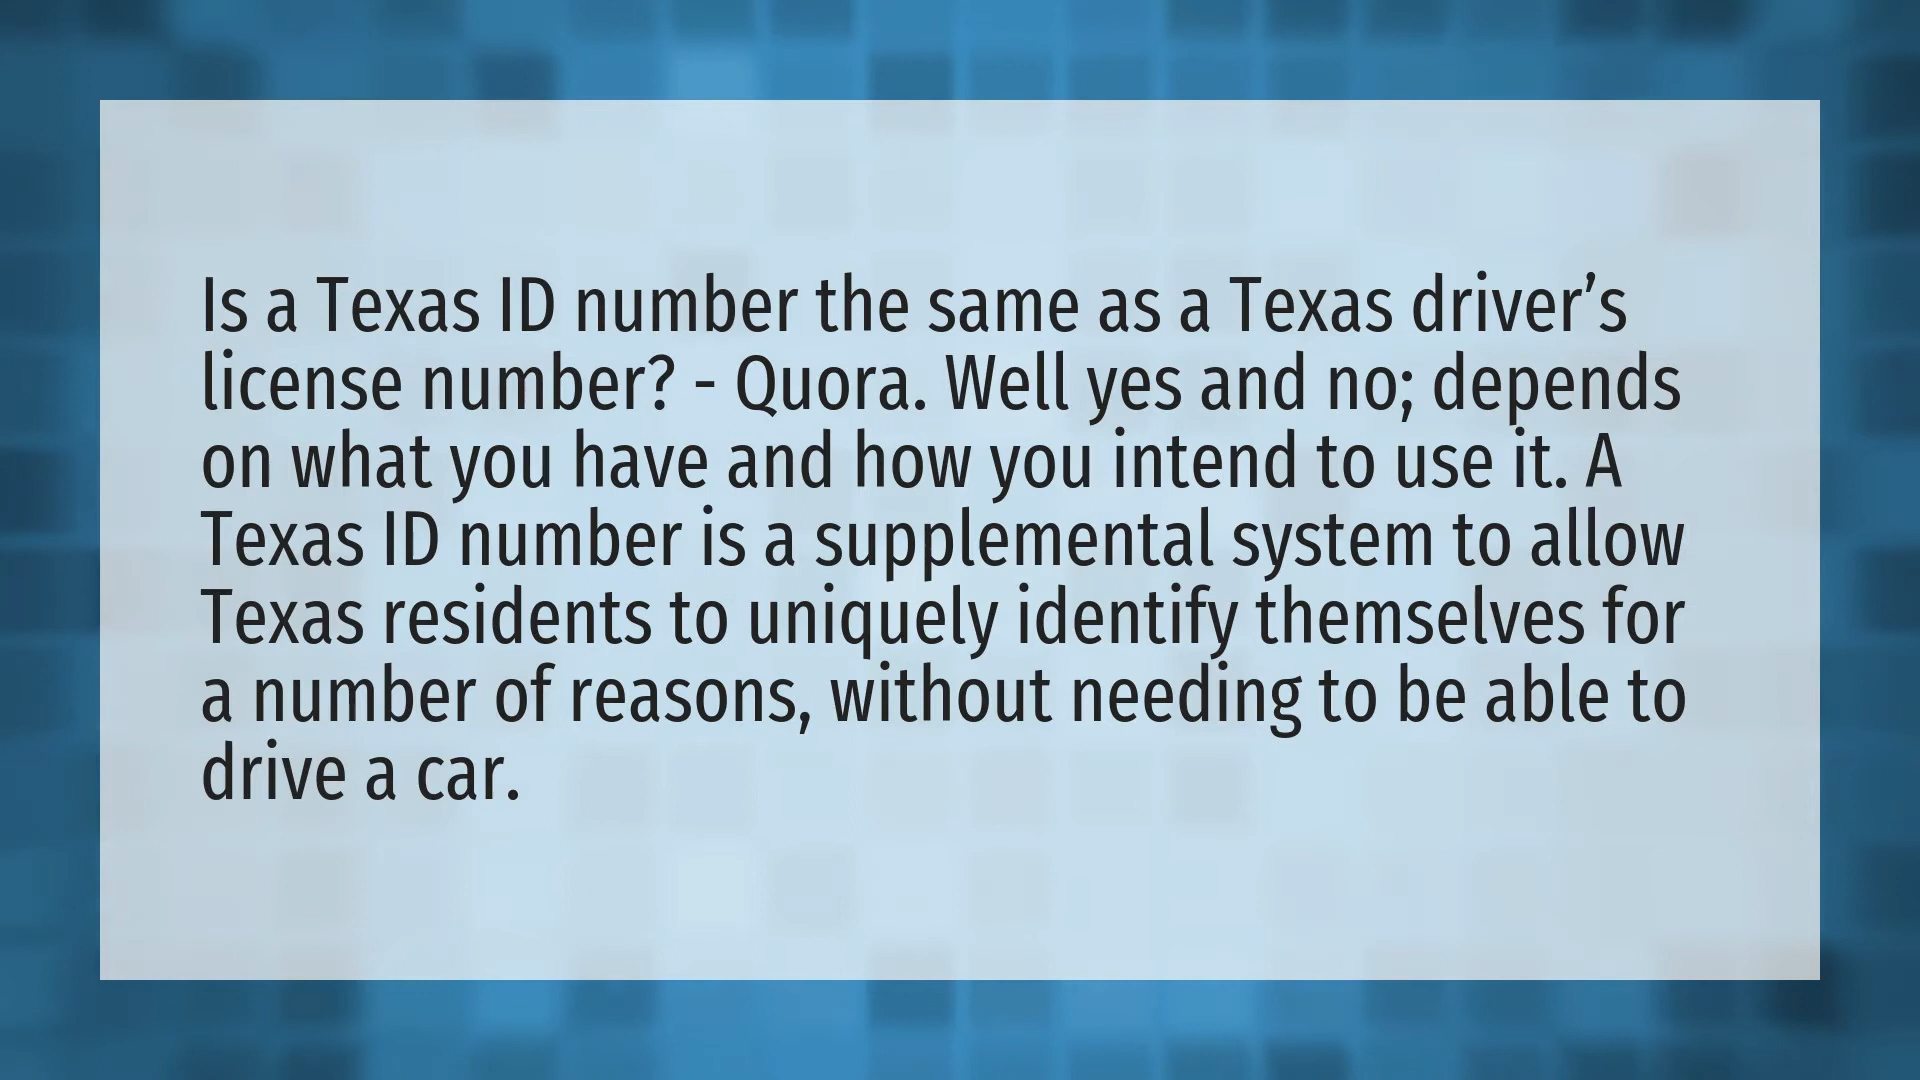 Is a Texas ID number the same as a Texas driver’s
license number? - Quora. Well yes and no; depends
on what you have and how you intend to use it. A
Texas ID number is a supplemental system to allow
Texas residents to uniquely identify themselves for
a number of reasons, without needing to be able to
drive a car.